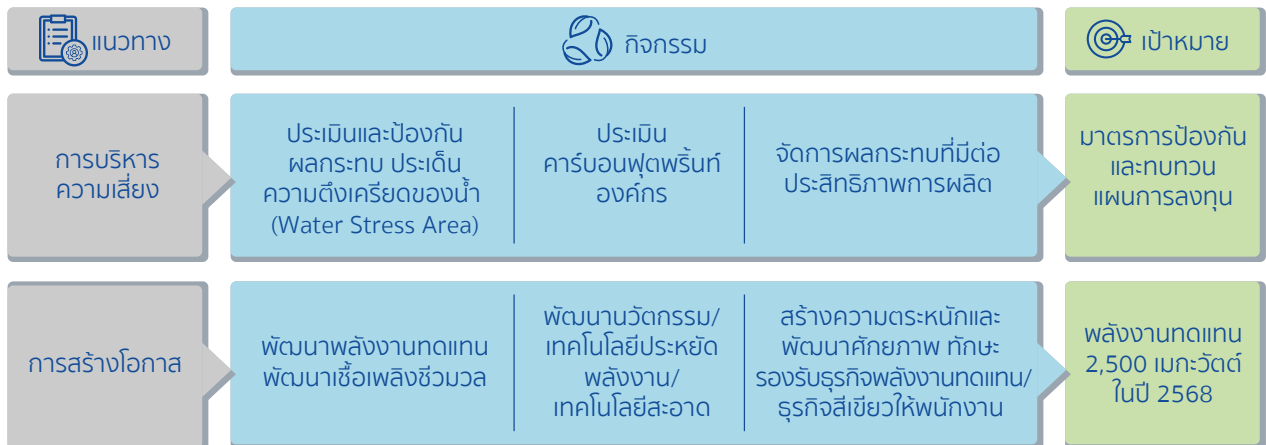 แนวทาง
กิจกรรม
เป้าหมาย
การบริหาร
ความเสี่ยง
ประเมินและป้องกัน
ผลกระทบ ประเด็น
ความตึงเครียดของน้ำ
(Water Stress Area)
ประเมิน
คาร์บอนฟุตพริ้นท์
องค์กร
จัดการผลกระทบที่มีต่อ
ประสิทธิภาพการผลิต
มาตรการป้องกัน
และทบทวน
แผนการลงทุน
การสร้างโอกาส
พัฒนาพลังงานทดแทน
พัฒนาเชื้อเพลิงชีวมวล
พัฒนานวัตกรรม/
เทคโนโลยีประหยัด
พลังงาน/
เทคโนโลยีสะอาด
สร้างความตระหนักและ
พัฒนาศักยภาพ ทักษะ
รองรับธุรกิจพลังงานทดแทน/
ธุรกิจสีเขียวให้พนักงาน
พลังงานทดแทน
2,500 เมกะวัตต์
ในปี 2568